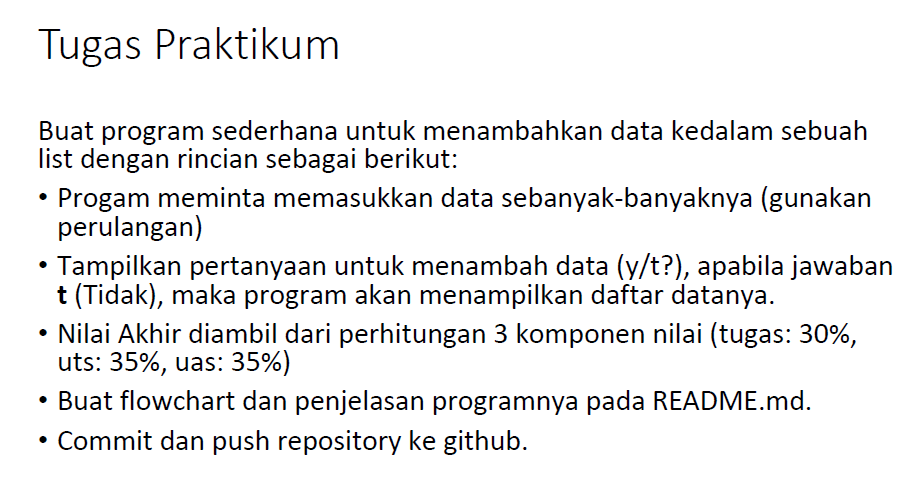 Tugas Praktikum
Buat program sederhana untuk menambahkan data kedalam sebuah
list dengan rincian sebagai berikut:
• Progam meminta memasukkan data sebanyak-banyaknya (gunakan
perulangan)
• Tampilkan pertanyaan untuk menambah data (y/t?), apabila jawaban
t (Tidak), maka program akan menampilkan daftar datanya.
• Nilai Akhir diambil dari perhitungan 3 komponen nilai (tugas: 30%,
uts: 35%, uas: 35%)
• Buat flowchart dan penjelasan programnya pada README.md.
• Commit dan push repository ke github.